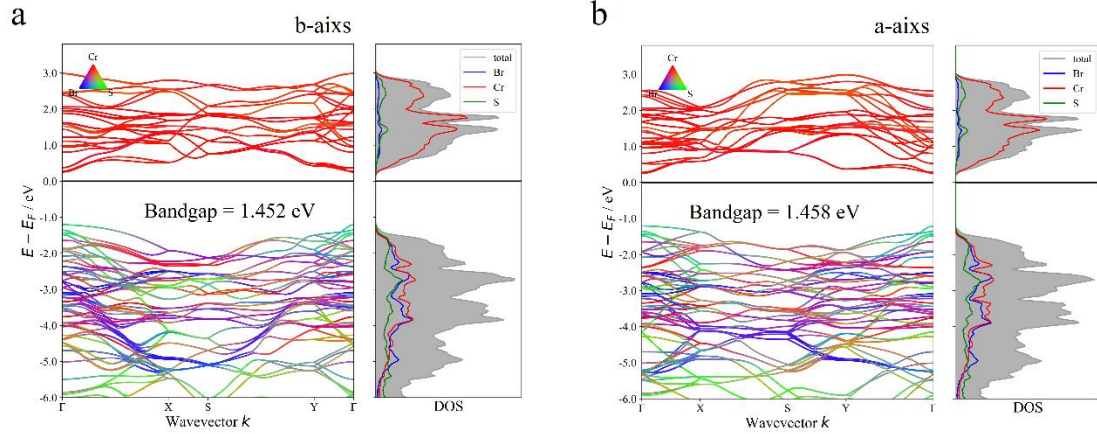 a
b-aixs
Cr
Br
S
3.0
2.0
1.0
0.0
-1.0
-2.0
-3.0
-4.0
-5.0
-6.0
E − E_F / eV
Bandgap = 1.452 eV
Γ
X
S
Y
Γ
Wavevector k
total
Br
Cr
S
DOS
b
a-aixs
Cr
Br
S
3.0
2.0
1.0
0.0
-1.0
-2.0
-3.0
-4.0
-5.0
-6.0
E − E_F / eV
Bandgap = 1.458 eV
Γ
X
S
Y
Γ
Wavevector k
total
Br
Cr
S
DOS